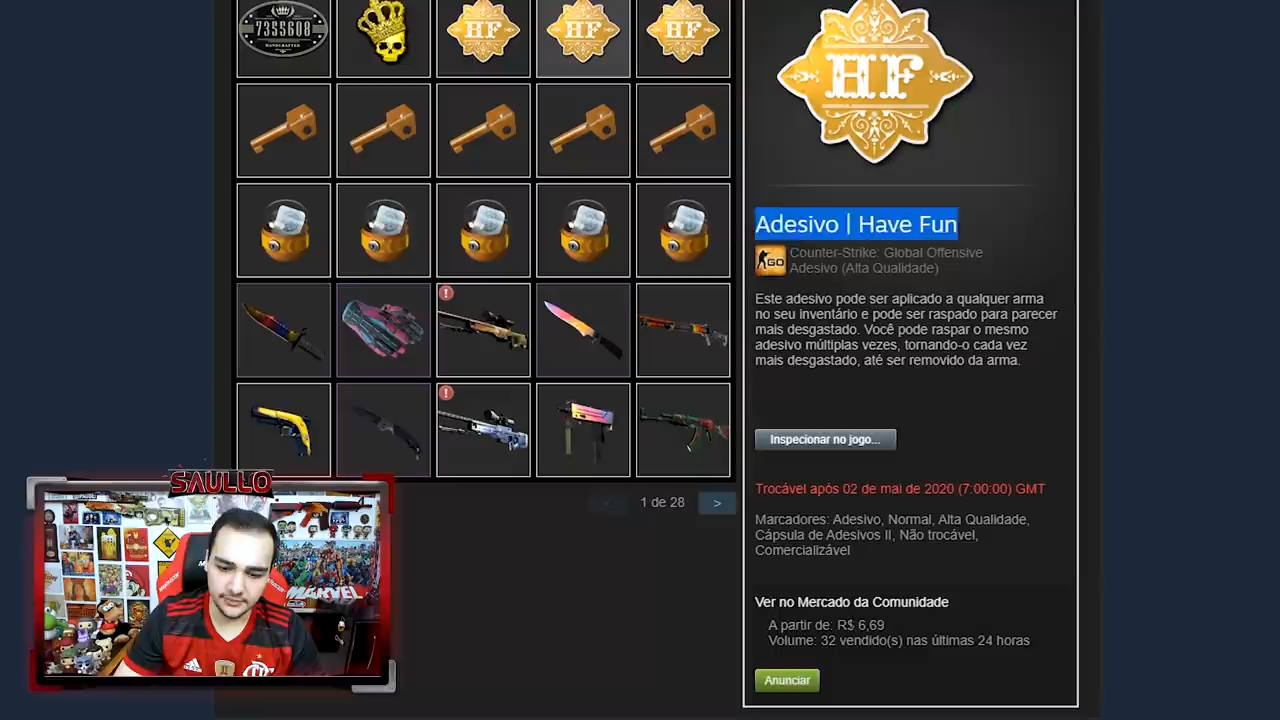 7355608
HANDCRAFTED
HF
HF
HF
HF
Adesivo | Have Fun
GO
Counter-Strike: Global Offensive
Adesivo (Alta Qualidade)
Este adesivo pode ser aplicado a qualquer arma
no seu inventário e pode ser raspado para parecer
mais desgastado. Você pode raspar o mesmo
adesivo múltiplas vezes, tornando-o cada vez
mais desgastado, até ser removido da arma.
Inspecionar no jogo...
1 de 28
>
Trocável após 02 de mai de 2020 (7:00:00) GMT
Marcadores: Adesivo, Normal, Alta Qualidade,
Cápsula de Adesivos II, Não trocável,
Comercializável
Ver no Mercado da Comunidade
A partir de: R$ 6,69
Volume: 32 vendido(s) nas últimas 24 horas
Anunciar
SAULLO
MARVEL